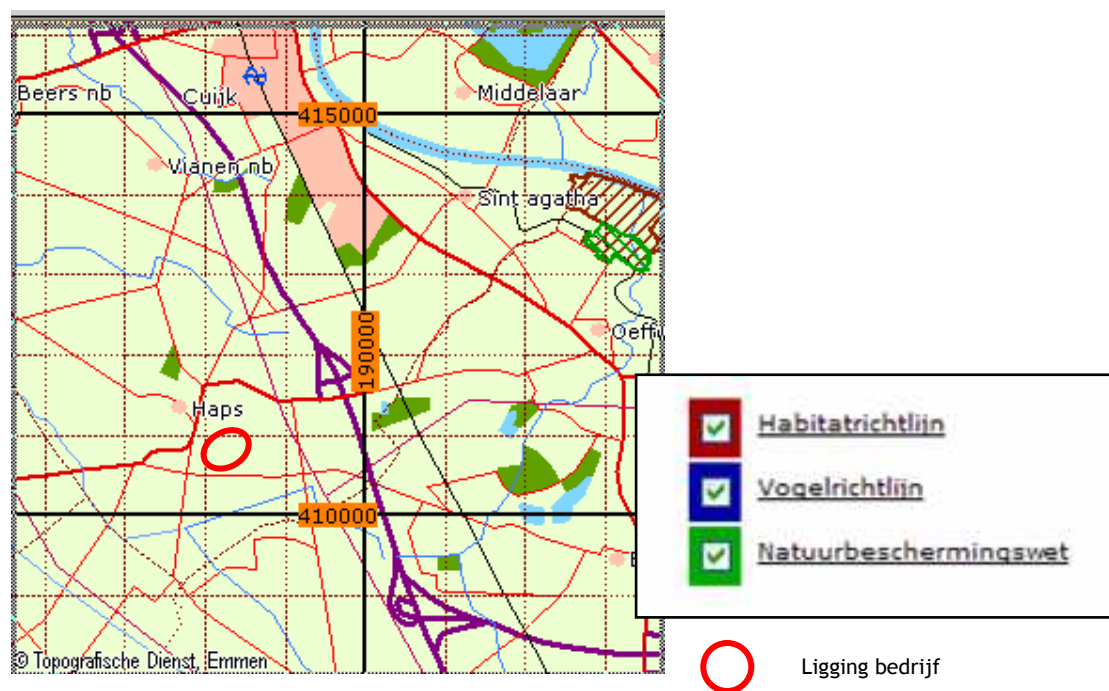 Beers nb
Cuijk
Middelaar
415000
Vianen nb
Sint agatha
190000
Haps
410000
© Topografische Dienst, Emmen
Habitatrichtlijn
Vogelrichtlijn
Natuurbeschermingswet
Ligging bedrijf